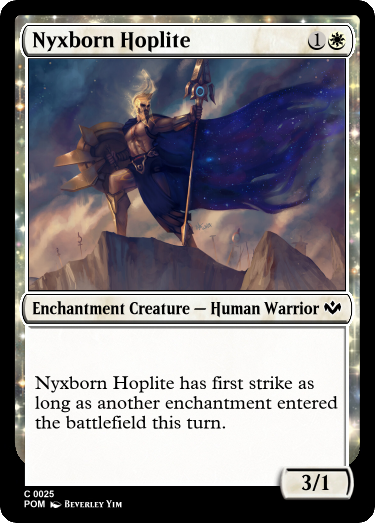 Nyxborn Hoplite 1
Enchantment Creature — Human Warrior
Nyxborn Hoplite has first strike as
long as another enchantment entered
the battlefield this turn.
3/1
C 0025
POM Beverley Yim